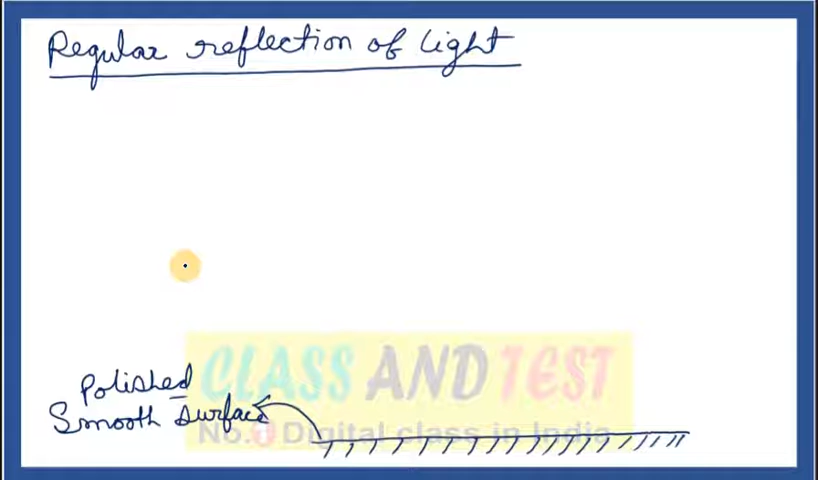 Regular reflection of light
CLASS AND TEST
Polished
Smooth surface
No.1 Digital class in India